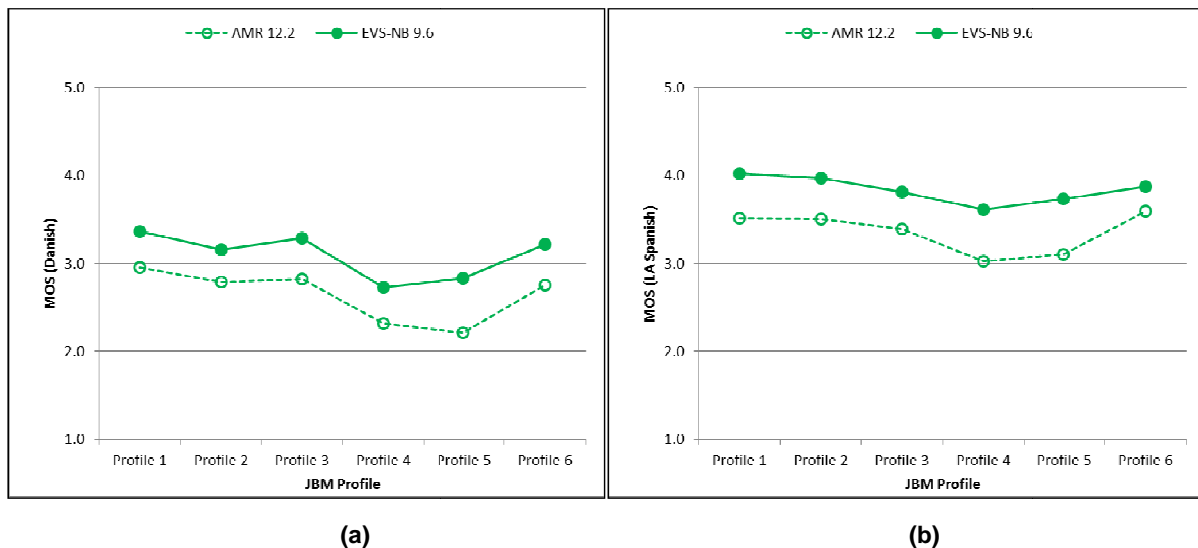 AMR 12.2 EVS-NB 9.6
5.0
4.0
3.0
2.0
1.0
MOS (Danish)
Profile 1 Profile 2 Profile 3 Profile 4 Profile 5 Profile 6
JBM Profile
(a)
AMR 12.2 EVS-NB 9.6
5.0
4.0
3.0
2.0
1.0
MOS (LA Spanish)
Profile 1 Profile 2 Profile 3 Profile 4 Profile 5 Profile 6
JBM Profile
(b)